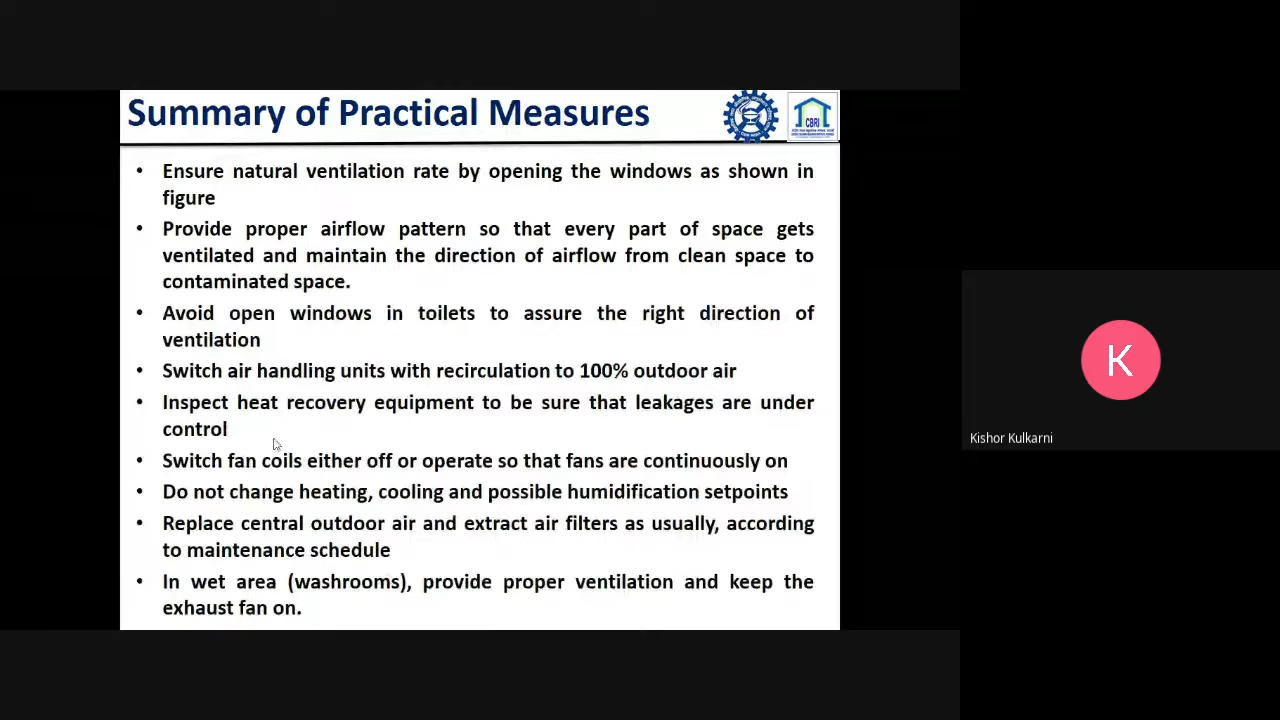 Summary of Practical Measures
CBRI
• Ensure natural ventilation rate by opening the windows as shown in
figure
• Provide proper airflow pattern so that every part of space gets
ventilated and maintain the direction of airflow from clean space to
contaminated space.
• Avoid open windows in toilets to assure the right direction of
ventilation
• Switch air handling units with recirculation to 100% outdoor air
• Inspect heat recovery equipment to be sure that leakages are under
control
• Switch fan coils either off or operate so that fans are continuously on
• Do not change heating, cooling and possible humidification setpoints
• Replace central outdoor air and extract air filters as usually, according
to maintenance schedule
• In wet area (washrooms), provide proper ventilation and keep the
exhaust fan on.
K
Kishor Kulkarni